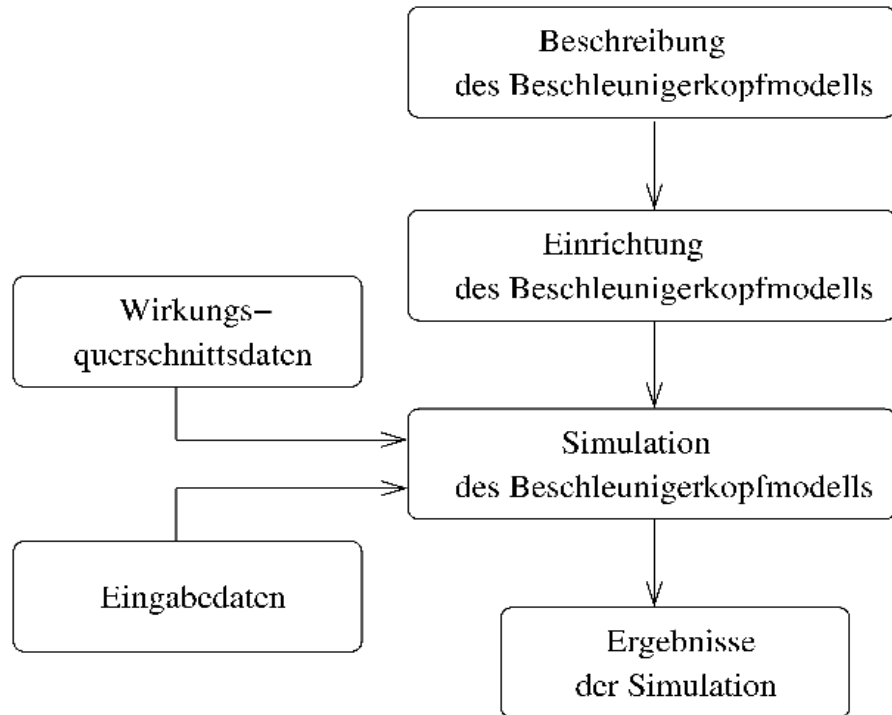 Beschreibung
des Beschleunigerkopfmodells
Einrichtung
des Beschleunigerkopfmodells
Wirkungs−
querschnittsdaten
Simulation
des Beschleunigerkopfmodells
Eingabedaten
Ergebnisse
der Simulation